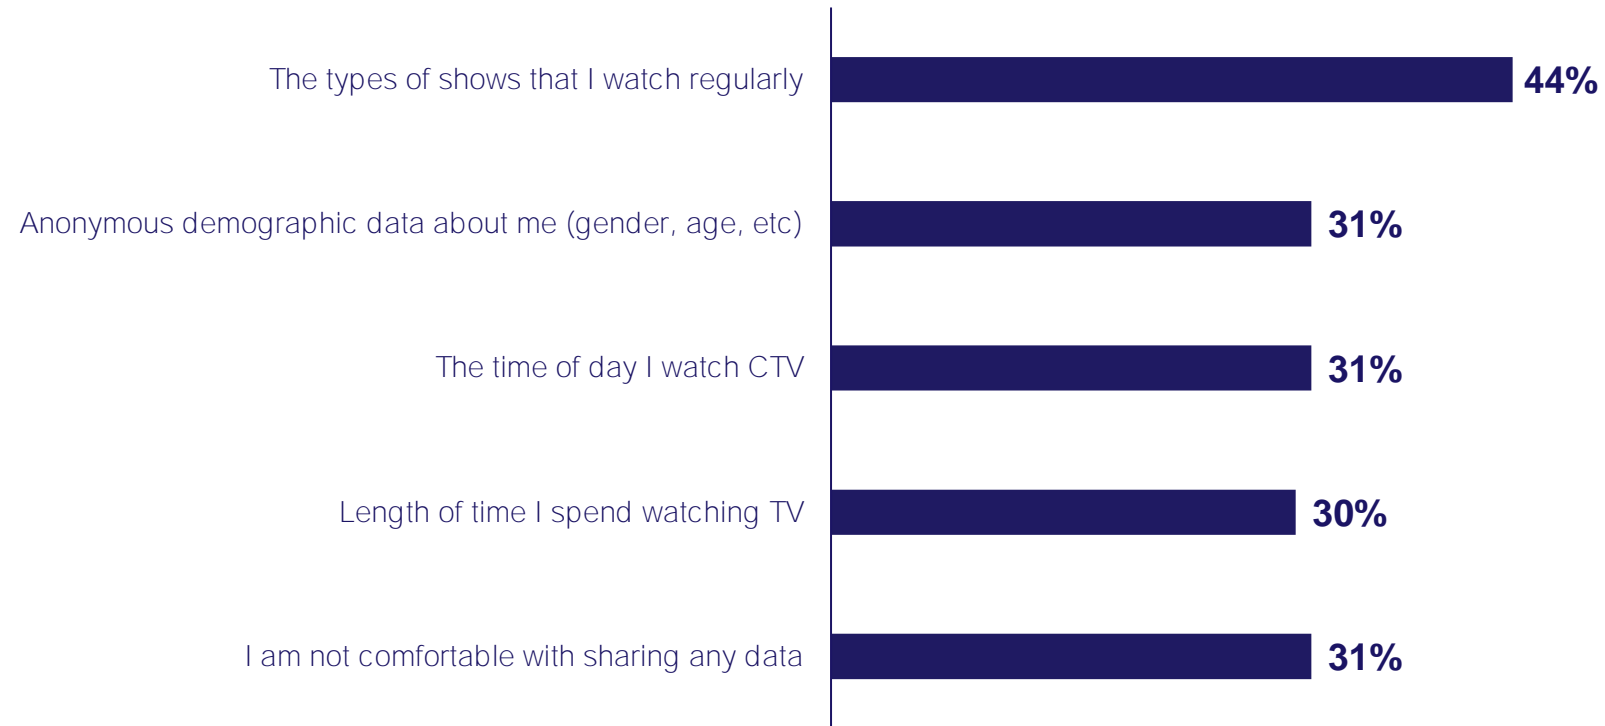 The types of shows that I watch regularly 44%
Anonymous demographic data about me (gender, age, etc) 31%
The time of day I watch CTV 31%
Length of time I spend watching TV 30%
I am not comfortable with sharing any data 31%